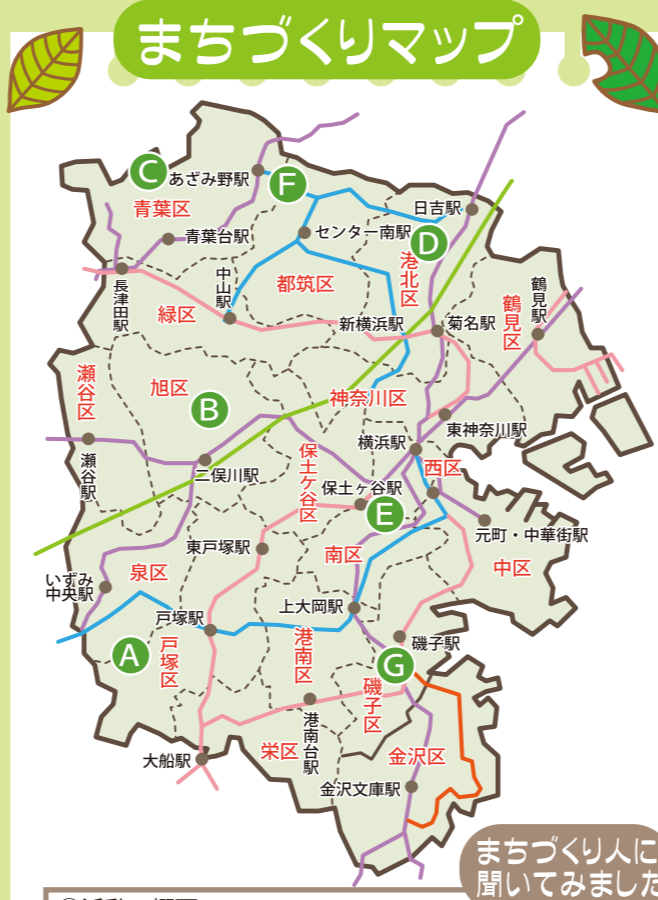 まちづくりマップ
C
あざみ野駅
F
青葉区
日吉駅
青葉台駅
センター南駅
D
港北区
中山駅
都筑区
長津田駅
緑区
新横浜駅
菊名駅
鶴見区
鶴見駅
瀬谷区
旭区
神奈川区
B
東神奈川駅
横浜駅
瀬谷駅
二俣川駅
保土ケ谷区
西区
保土ヶ谷駅
E
元町・中華街駅
東戸塚駅
南区
中区
いずみ
中央駅
泉区
上大岡駅
戸塚駅
磯子駅
A
戸塚区
港南区
G
磯子区
港南台駅
栄区
金沢区
大船駅
金沢文庫駅
まちづくり人に
聞いてみました